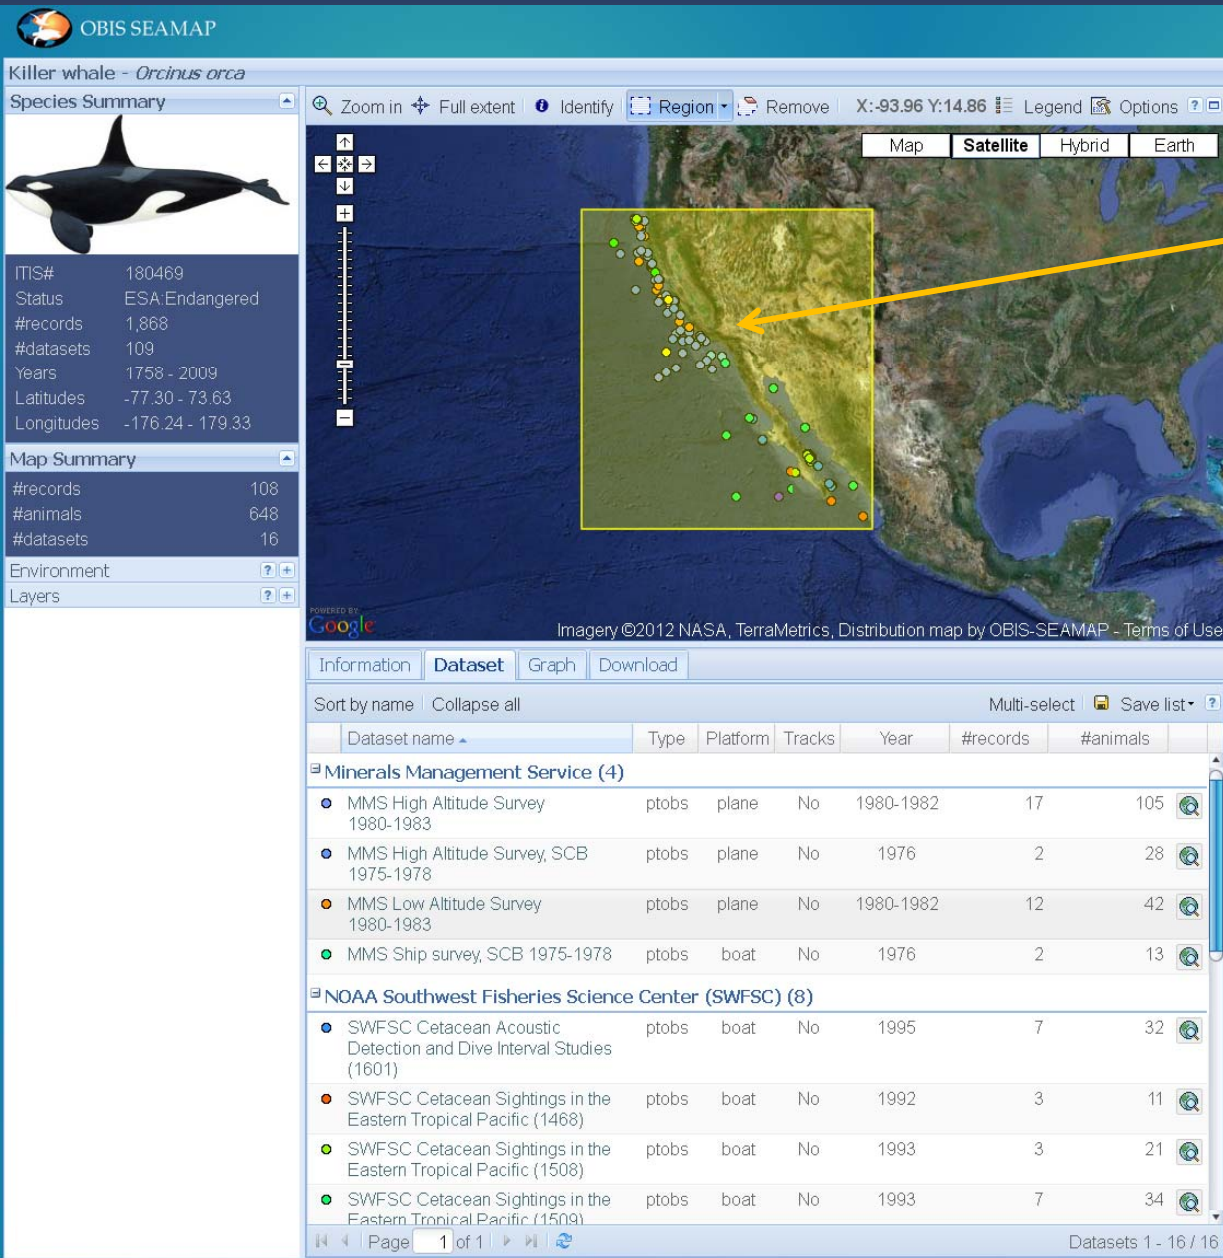 OBIS SEAMAP
Killer whale - Orcinus orca
Species Summary
Zoom in Full extent Identify Region Remove X:-93.96 Y:14.86 Legend Options ?
Map Satellite Hybrid Earth
ITIS# 180469
Status ESA:Endangered
#records 1,868
#datasets 109
Years 1758 - 2009
Latitudes -77.30 - 73.63
Longitudes -176.24 - 179.33
Map Summary
#records 108
#animals 648
#datasets 16
Environment ? +
Layers ? +
POWERED BY
Google
Imagery ©2012 NASA, TerraMetrics, Distribution map by OBIS-SEAMAP - Terms of Use
Information Dataset Graph Download
Sort by name Collapse all Multi-select Save list ?
Dataset name Type Platform Tracks Year #records #animals
Minerals Management Service (4)
MMS High Altitude Survey ptobs plane No 1980-1982 17 105
1980-1983
MMS High Altitude Survey, SCB ptobs plane No 1976 2 28
1975-1978
MMS Low Altitude Survey ptobs plane No 1980-1982 12 42
1980-1983
MMS Ship survey, SCB 1975-1978 ptobs boat No 1976 2 13
NOAA Southwest Fisheries Science Center (SWFSC) (8)
SWFSC Cetacean Acoustic ptobs boat No 1995 7 32
Detection and Dive Interval Studies
(1601)
SWFSC Cetacean Sightings in the ptobs boat No 1992 3 11
Eastern Tropical Pacific (1468)
SWFSC Cetacean Sightings in the ptobs boat No 1993 3 21
Eastern Tropical Pacific (1508)
SWFSC Cetacean Sightings in the ptobs boat No 1993 7 34
Eastern Tropical Pacific (1509)
Page 1 of 1 Datasets 1 - 16 / 16